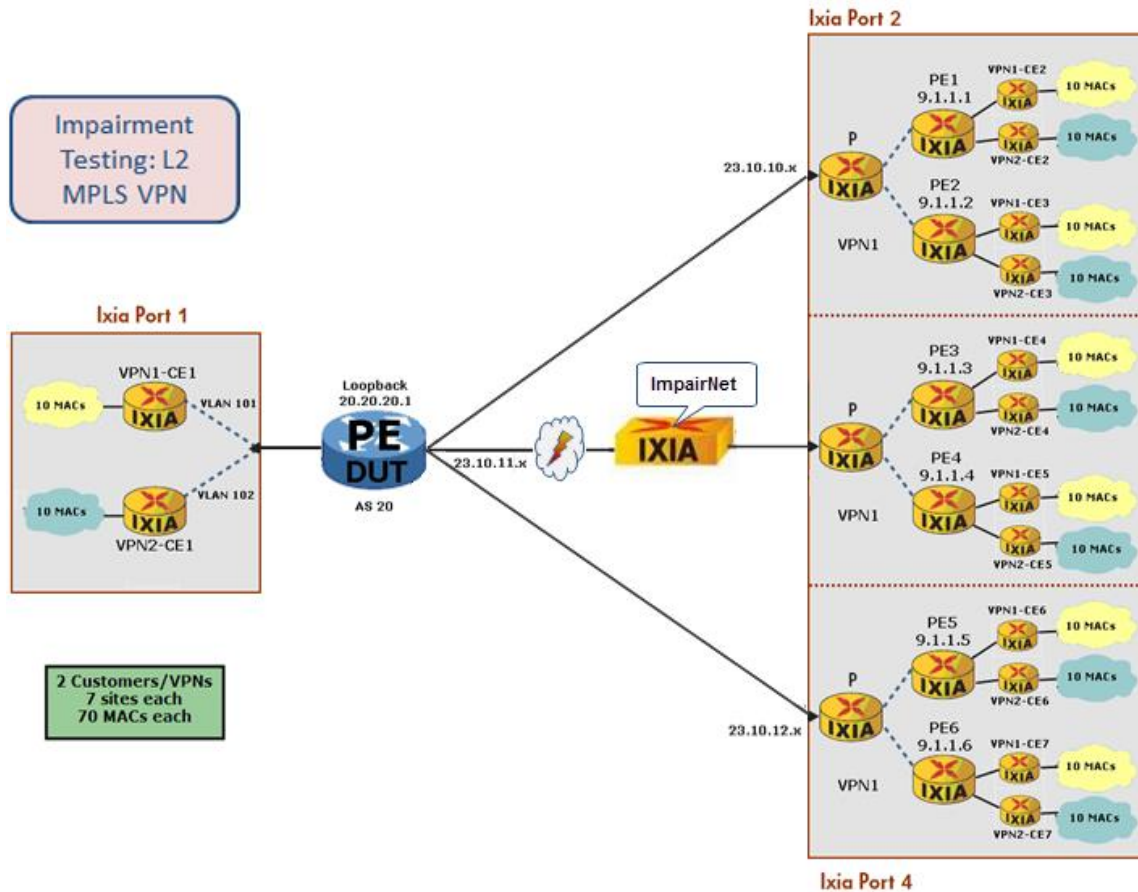 Ixia Port 2
Impairment
Testing: L2
MPLS VPN
PE1
9.1.1.1
VPN1-CE2
IXIA
10 MACs
IXIA
VPN2-CE2
IXIA
10 MACs
P
IXIA
23.10.10.x
PE2
9.1.1.2
VPN1
VPN1-CE3
IXIA
10 MACs
IXIA
IXIA
VPN2-CE3
10 MACs
Ixia Port 1
VPN1-CE1
10 MACs
IXIA
VLAN 101
10 MACs
IXIA
VLAN 102
VPN2-CE1
Loopback
20.20.20.1
PE
DUT
AS 20
23.10.11.x
ImpairNet
IXIA
PE3
9.1.1.3
VPN1-CE4
IXIA
10 MACs
IXIA
IXIA
VPN2-CE4
10 MACs
P
IXIA
PE4
9.1.1.4
VPN1
VPN1-CE5
IXIA
10 MACs
IXIA
IXIA
VPN2-CE5
10 MACs
2 Customers/VPNs
7 sites each
70 MACs each
23.10.12.x
PE5
9.1.1.5
VPN1-CE6
IXIA
10 MACs
IXIA
IXIA
VPN2-CE6
10 MACs
P
IXIA
PE6
9.1.1.6
VPN1
VPN1-CE7
IXIA
10 MACs
IXIA
IXIA
VPN2-CE7
10 MACs
Ixia Port 4